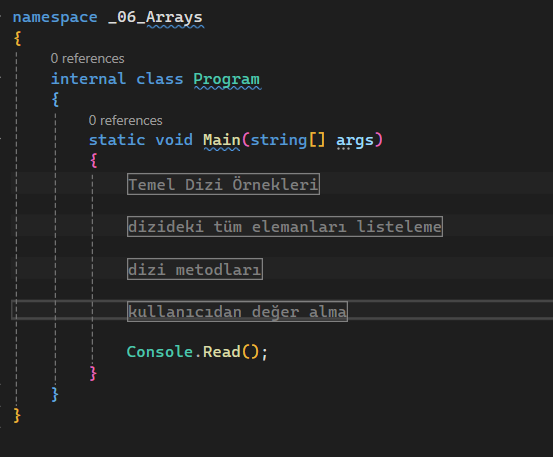 namespace _06_Arrays
{
0 references
internal class Program
{
0 references
static void Main(string[] args)
{
Temel Dizi Örnekleri
dizideki tüm elemanları listeleme
dizi metodları
kullanıcıdan değer alma
Console.Read();
}
}
}